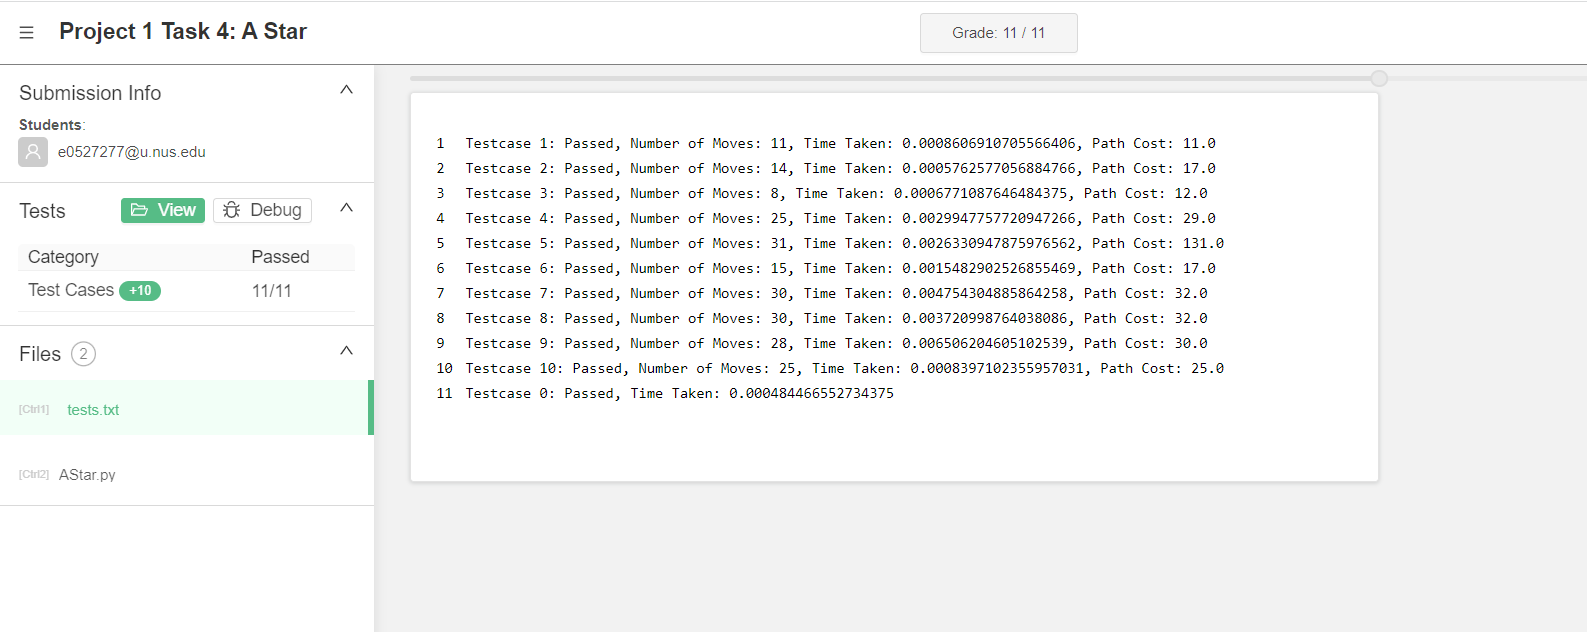 Project 1 Task 4: A Star
Grade: 11 / 11
Submission Info
Students:
e0527277@u.nus.edu
Tests
View
Debug
Category Passed
Test Cases +10 11/11
Files 2
[Ctrl1] tests.txt
[Ctrl2] AStar.py
1 Testcase 1: Passed, Number of Moves: 11, Time Taken: 0.0008606910705566406, Path Cost: 11.0
2 Testcase 2: Passed, Number of Moves: 14, Time Taken: 0.0005762577056884766, Path Cost: 17.0
3 Testcase 3: Passed, Number of Moves: 8, Time Taken: 0.0006771087646484375, Path Cost: 12.0
4 Testcase 4: Passed, Number of Moves: 25, Time Taken: 0.0029947757720947266, Path Cost: 29.0
5 Testcase 5: Passed, Number of Moves: 31, Time Taken: 0.0026330947875976562, Path Cost: 131.0
6 Testcase 6: Passed, Number of Moves: 15, Time Taken: 0.0015482902526855469, Path Cost: 17.0
7 Testcase 7: Passed, Number of Moves: 30, Time Taken: 0.004754304885864258, Path Cost: 32.0
8 Testcase 8: Passed, Number of Moves: 30, Time Taken: 0.003720998764038086, Path Cost: 32.0
9 Testcase 9: Passed, Number of Moves: 28, Time Taken: 0.006506204605102539, Path Cost: 30.0
10 Testcase 10: Passed, Number of Moves: 25, Time Taken: 0.0008397102355957031, Path Cost: 25.0
11 Testcase 0: Passed, Time Taken: 0.000484466552734375